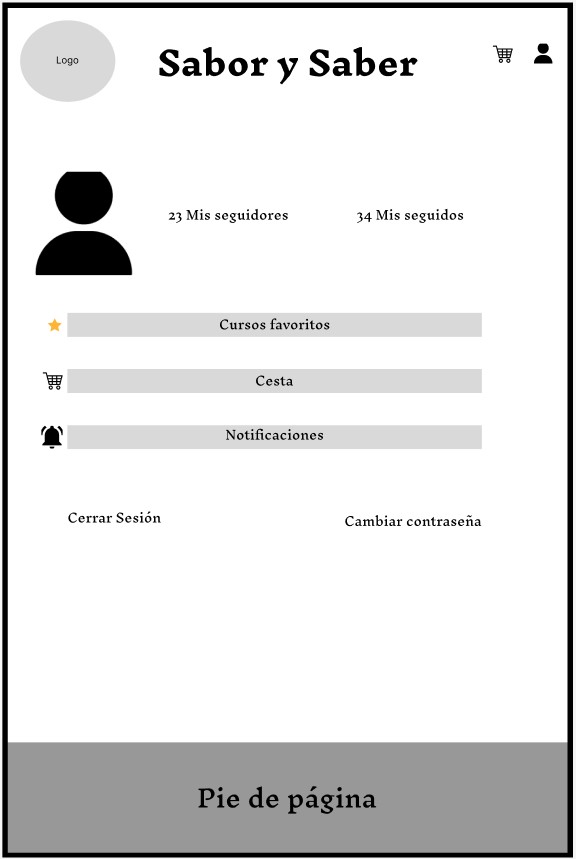 Logo
Sabor y Saber
23 Mis seguidores
34 Mis seguidos
Cursos favoritos
Cesta
Notificaciones
Cerrar Sesión
Cambiar contraseña
Pie de página